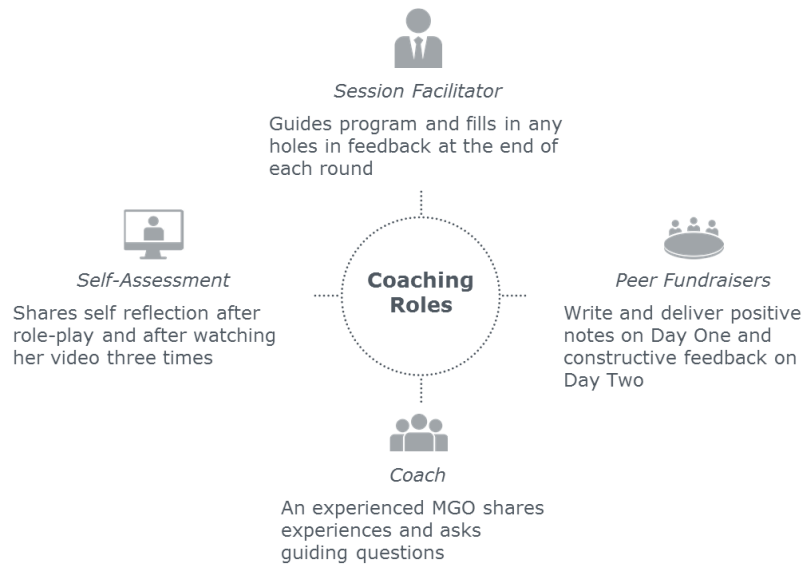 Session Facilitator
Guides program and fills in any
holes in feedback at the end of
each round
Self-Assessment
Shares self reflection after
role-play and after watching
her video three times
Coaching
Roles
Peer Fundraisers
Write and deliver positive
notes on Day One and
constructive feedback on
Day Two
Coach
An experienced MGO shares
experiences and asks
guiding questions